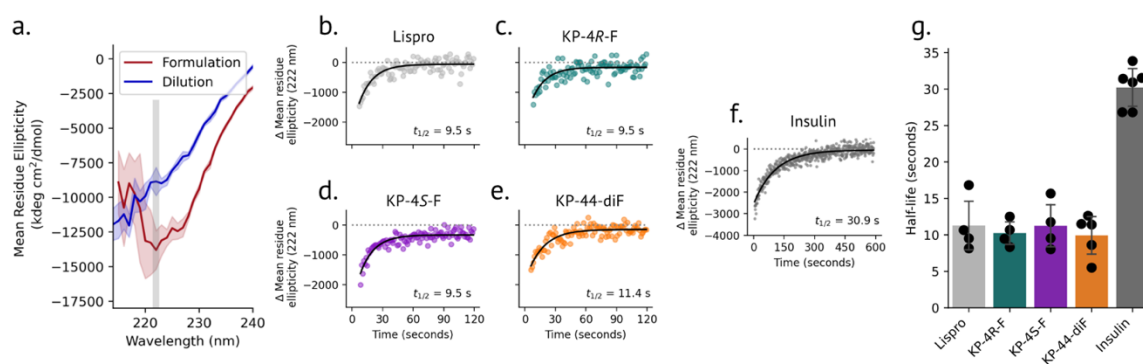 a.
Mean Residue Ellipticity
(kdeg cm²/dmol)
0
−2500
−5000
−7500
−10000
−12500
−15000
−17500
Formulation
Dilution
220
230
240
Wavelength (nm)
b.
Lispro
Δ Mean residue
ellipticity (222 nm)
0
−1000
−2000
t1/2 = 9.5 s
c.
KP-4R-F
t1/2 = 9.5 s
d.
KP-4S-F
Δ Mean residue
ellipticity (222 nm)
0
−1000
−2000
t1/2 = 9.5 s
0 30 60 90 120
Time (seconds)
e.
KP-44-diF
t1/2 = 11.4 s
0 30 60 90 120
Time (seconds)
f.
Insulin
Δ Mean residue
ellipticity (222 nm)
0
−1000
−2000
−3000
−4000
t1/2 = 30.9 s
0 150 300 450 600
Time (seconds)
g.
Half-life (seconds)
35
30
25
20
15
10
5
0
Lispro
KP-4R-F
KP-4S-F
KP-44-diF
Insulin